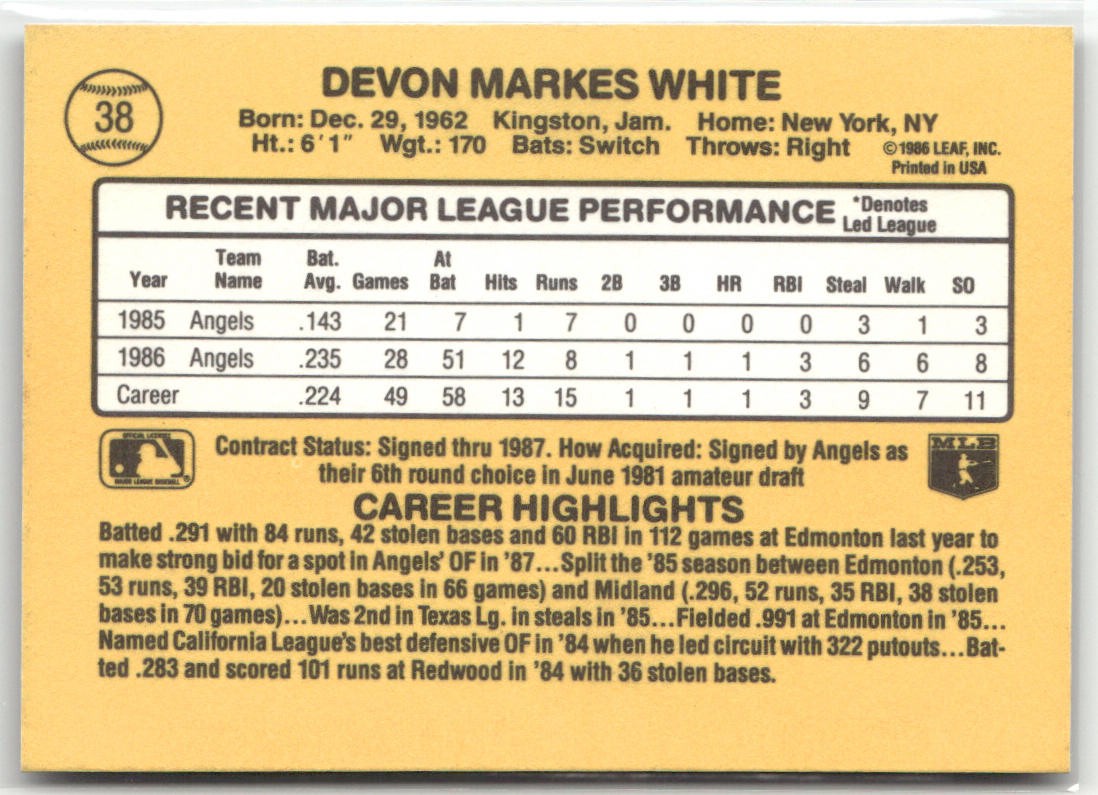 38
DEVON MARKES WHITE
Born: Dec. 29, 1962 Kingston, Jam. Home: New York, NY
Ht.: 6'1" Wgt.: 170 Bats: Switch Throws: Right ©1986 LEAF, INC.
Printed in USA
RECENT MAJOR LEAGUE PERFORMANCE *Denotes
Led League
Team Bat. At
Year Name Avg. Games Bat Hits Runs 2B 3B HR RBI Steal Walk SO
1985 Angels .143 21 7 1 7 0 0 0 0 3 1 3
1986 Angels .235 28 51 12 8 1 1 1 3 6 6 8
Career .224 49 58 13 15 1 1 1 3 9 7 11
OFFICIAL LICENSEE
MAJOR LEAGUE BASEBALL ®
MLB
Contract Status: Signed thru 1987. How Acquired: Signed by Angels as
their 6th round choice in June 1981 amateur draft
CAREER HIGHLIGHTS
Batted .291 with 84 runs, 42 stolen bases and 60 RBI in 112 games at Edmonton last year to
make strong bid for a spot in Angels' OF in '87...Split the '85 season between Edmonton (.253,
53 runs, 39 RBI, 20 stolen bases in 66 games) and Midland (.296, 52 runs, 35 RBI, 38 stolen
bases in 70 games)...Was 2nd in Texas Lg. in steals in '85...Fielded .991 at Edmonton in '85...
Named California League's best defensive OF in '84 when he led circuit with 322 putouts...Bat-
ted .283 and scored 101 runs at Redwood in '84 with 36 stolen bases.